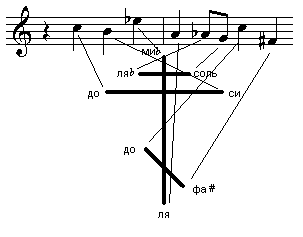 ми♭
ля♭ соль
до си
до
фа #
ля